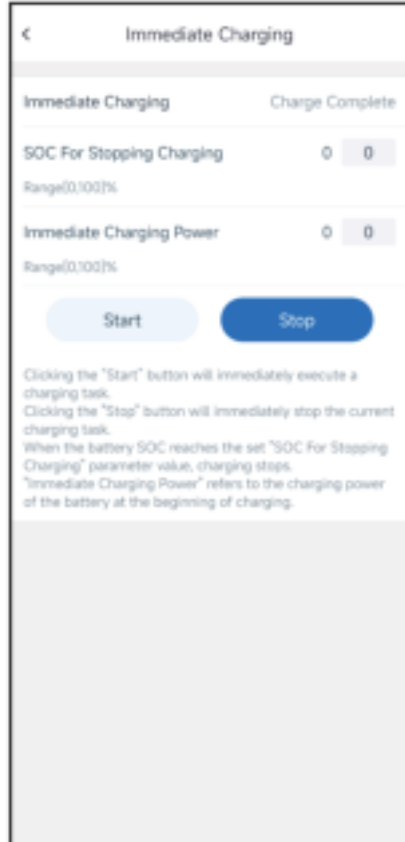 Immediate Charging
Immediate Charging Charge Complete
SOC For Stopping Charging 0 0
Range[0,100]%
Immediate Charging Power 0 0
Range[0,100]%
Start Stop
Clicking the "Start" button will immediately execute a
charging task.
Clicking the "Stop" button will immediately stop the current
charging task.
When the battery SOC reaches the set "SOC For Stopping
Charging" parameter value, charging stops.
"Immediate Charging Power" refers to the charging power
of the battery at the beginning of charging.